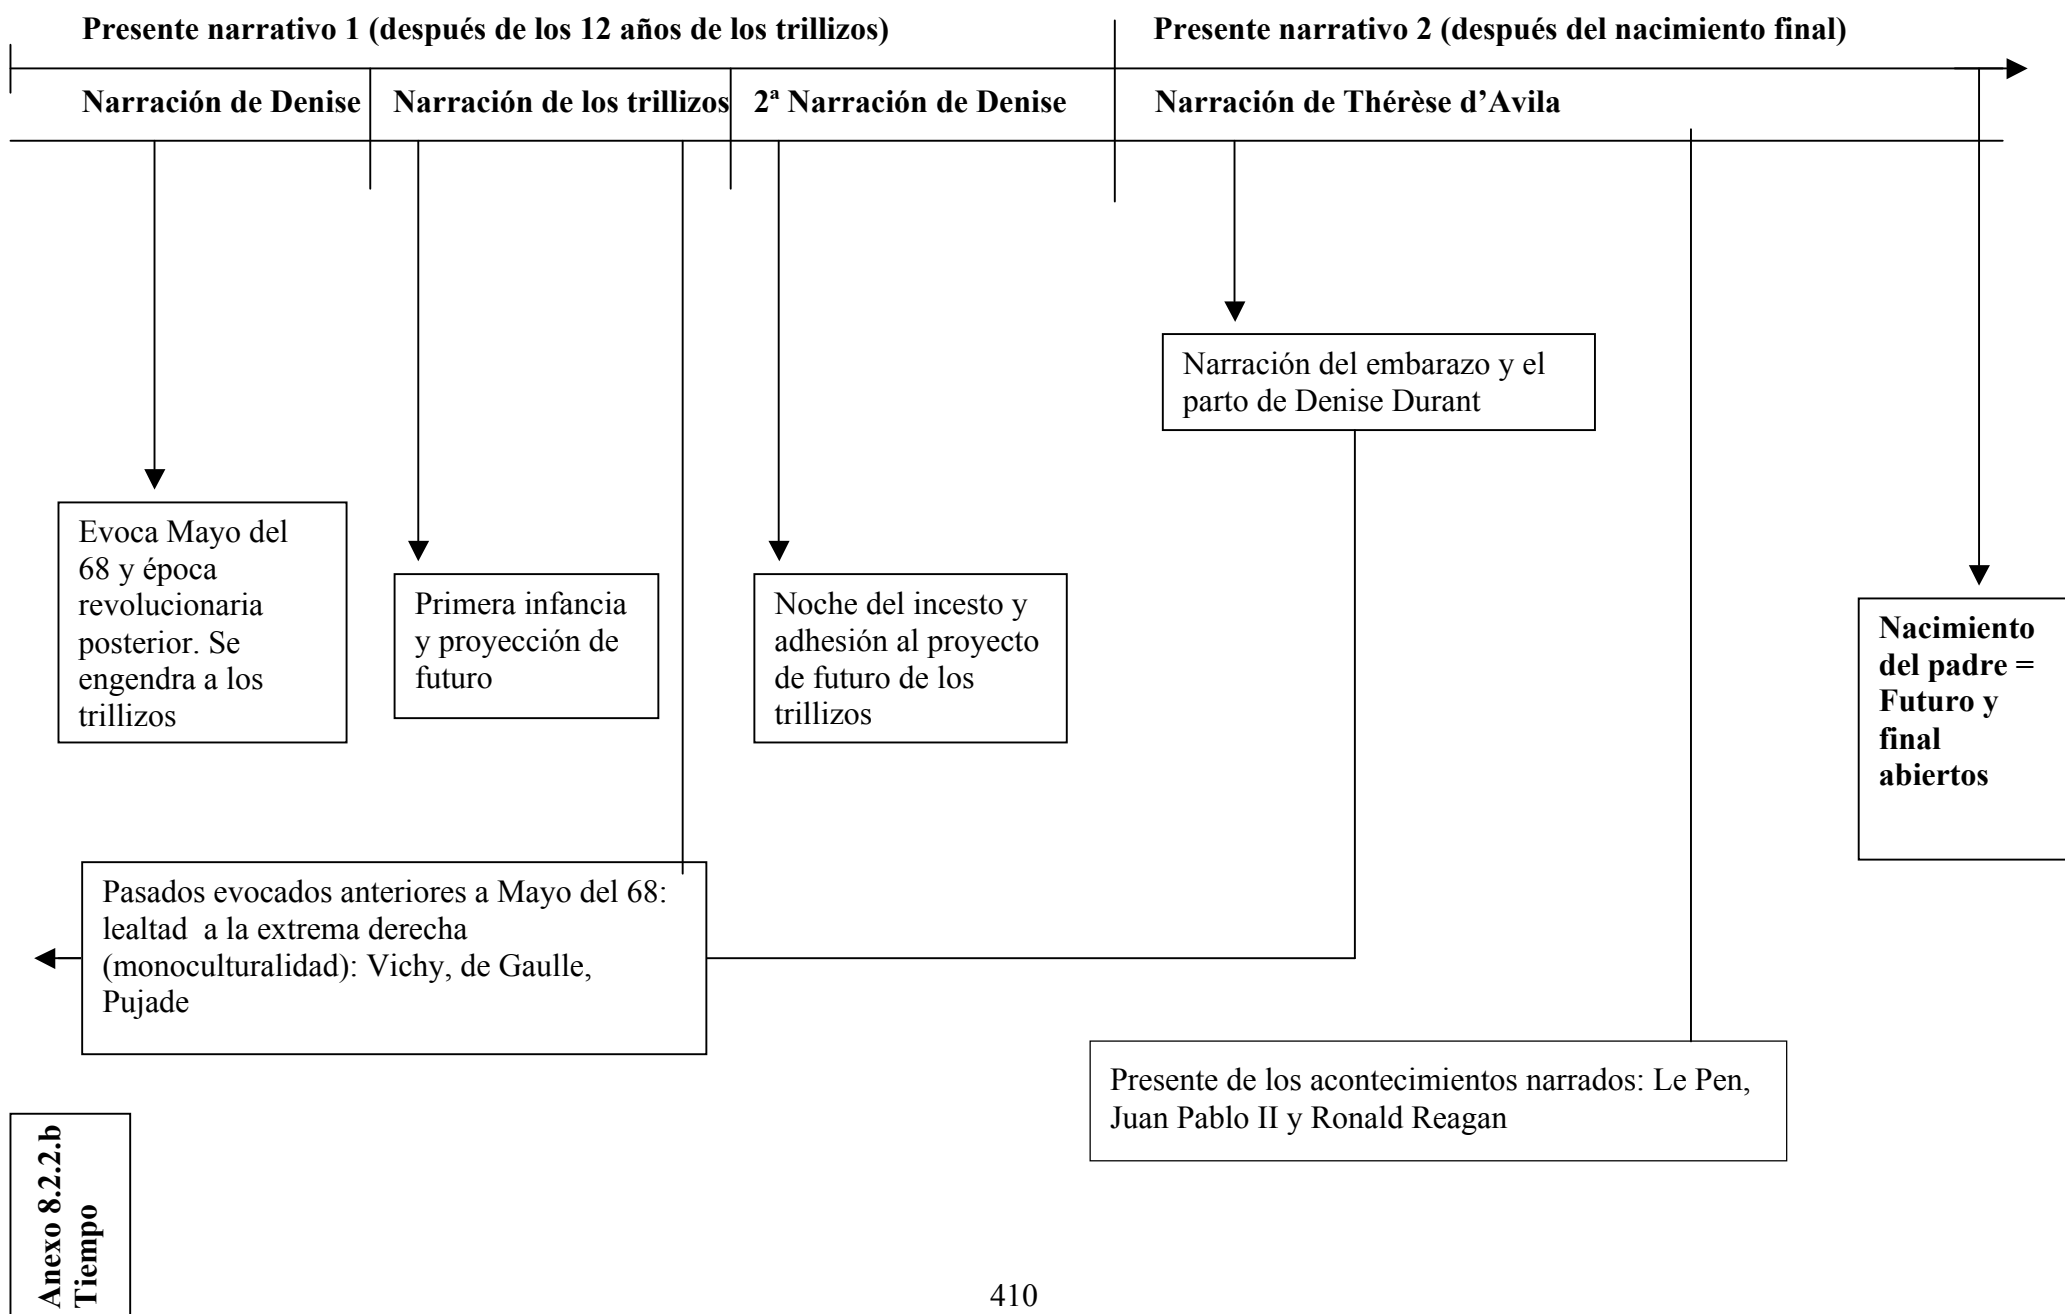 Presente narrativo 1 (después de los 12 años de los trillizos)
Presente narrativo 2 (después del nacimiento final)
Narración de Denise
Narración de los trillizos
2ª Narración de Denise
Narración de Thérèse d’Avila
Narración del embarazo y el
parto de Denise Durant
Evoca Mayo del
68 y época
revolucionaria
posterior. Se
engendra a los
trillizos
Primera infancia
y proyección de
futuro
Noche del incesto y
adhesión al proyecto
de futuro de los
trillizos
Nacimiento
del padre =
Futuro y
final
abiertos
Pasados evocados anteriores a Mayo del 68:
lealtad a la extrema derecha
(monoculturalidad): Vichy, de Gaulle,
Pujade
Presente de los acontecimientos narrados: Le Pen,
Juan Pablo II y Ronald Reagan
Anexo 8.2.2.b
Tiempo
410